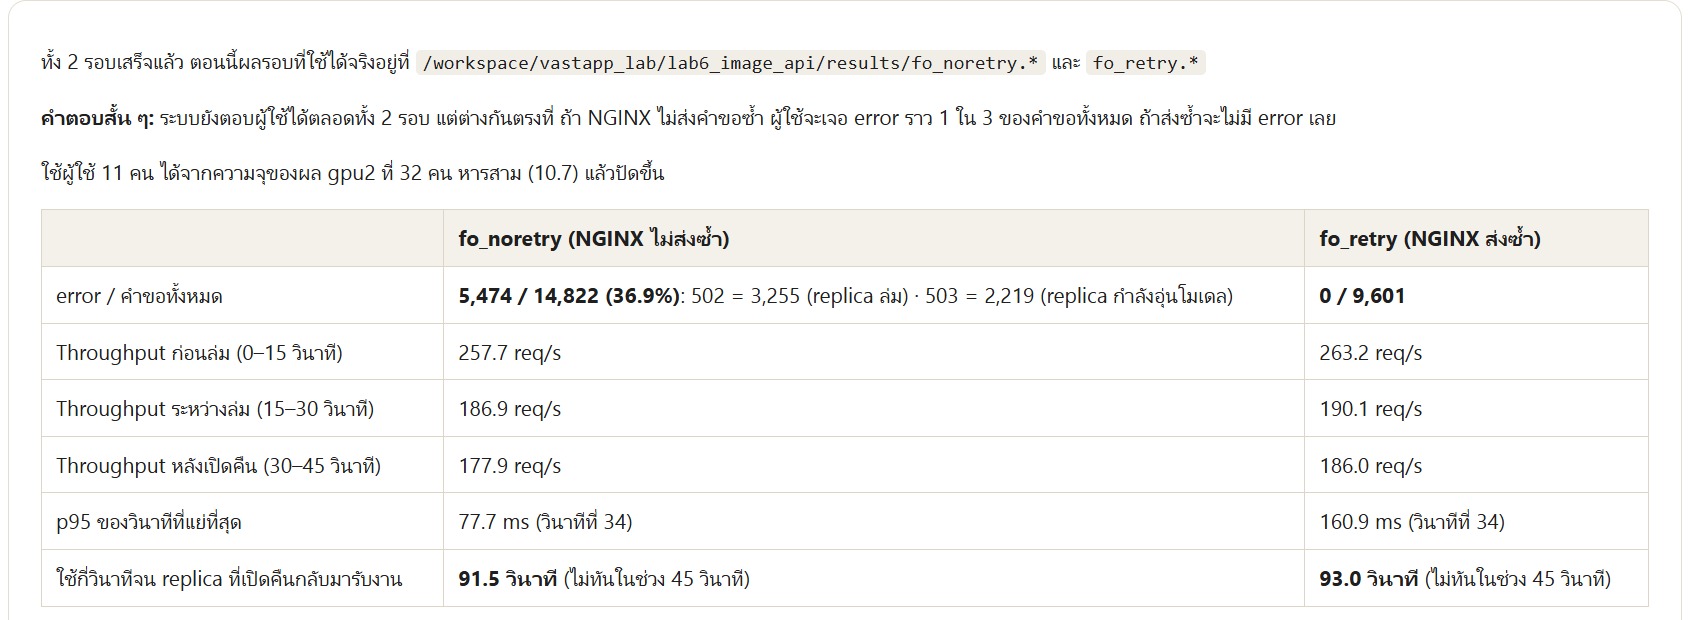 ทั้ง 2 รอบเสร็จแล้ว ตอนนี้ผลรอบที่ใช้ได้จริงอยู่ที่ /workspace/vastapp_lab/lab6_image_api/results/fo_noretry.* และ fo_retry.*
คำตอบสั้น ๆ: ระบบยังตอบผู้ใช้ได้ตลอดทั้ง 2 รอบ แต่ต่างกันตรงที่ ถ้า NGINX ไม่ส่งคำขอซ้ำ ผู้ใช้จะเจอ error ราว 1 ใน 3 ของคำขอทั้งหมด ถ้าส่งซ้ำจะไม่มี error เลย
ใช้ผู้ใช้ 11 คน ได้จากความจุของผล gpu2 ที่ 32 คน หารสาม (10.7) แล้วปัดขึ้น
fo_noretry (NGINX ไม่ส่งซ้ำ) fo_retry (NGINX ส่งซ้ำ)
error / คำขอทั้งหมด 5,474 / 14,822 (36.9%): 502 = 3,255 (replica ล่ม) · 503 = 2,219 (replica กำลังอุ่นโมเดล) 0 / 9,601
Throughput ก่อนล่ม (0–15 วินาที) 257.7 req/s 263.2 req/s
Throughput ระหว่างล่ม (15–30 วินาที) 186.9 req/s 190.1 req/s
Throughput หลังเปิดคืน (30–45 วินาที) 177.9 req/s 186.0 req/s
p95 ของวินาทีที่แย่ที่สุด 77.7 ms (วินาทีที่ 34) 160.9 ms (วินาทีที่ 34)
ใช้กี่วินาทีจน replica ที่เปิดคืนกลับมารับงาน 91.5 วินาที (ไม่ทันในช่วง 45 วินาที) 93.0 วินาที (ไม่ทันในช่วง 45 วินาที)